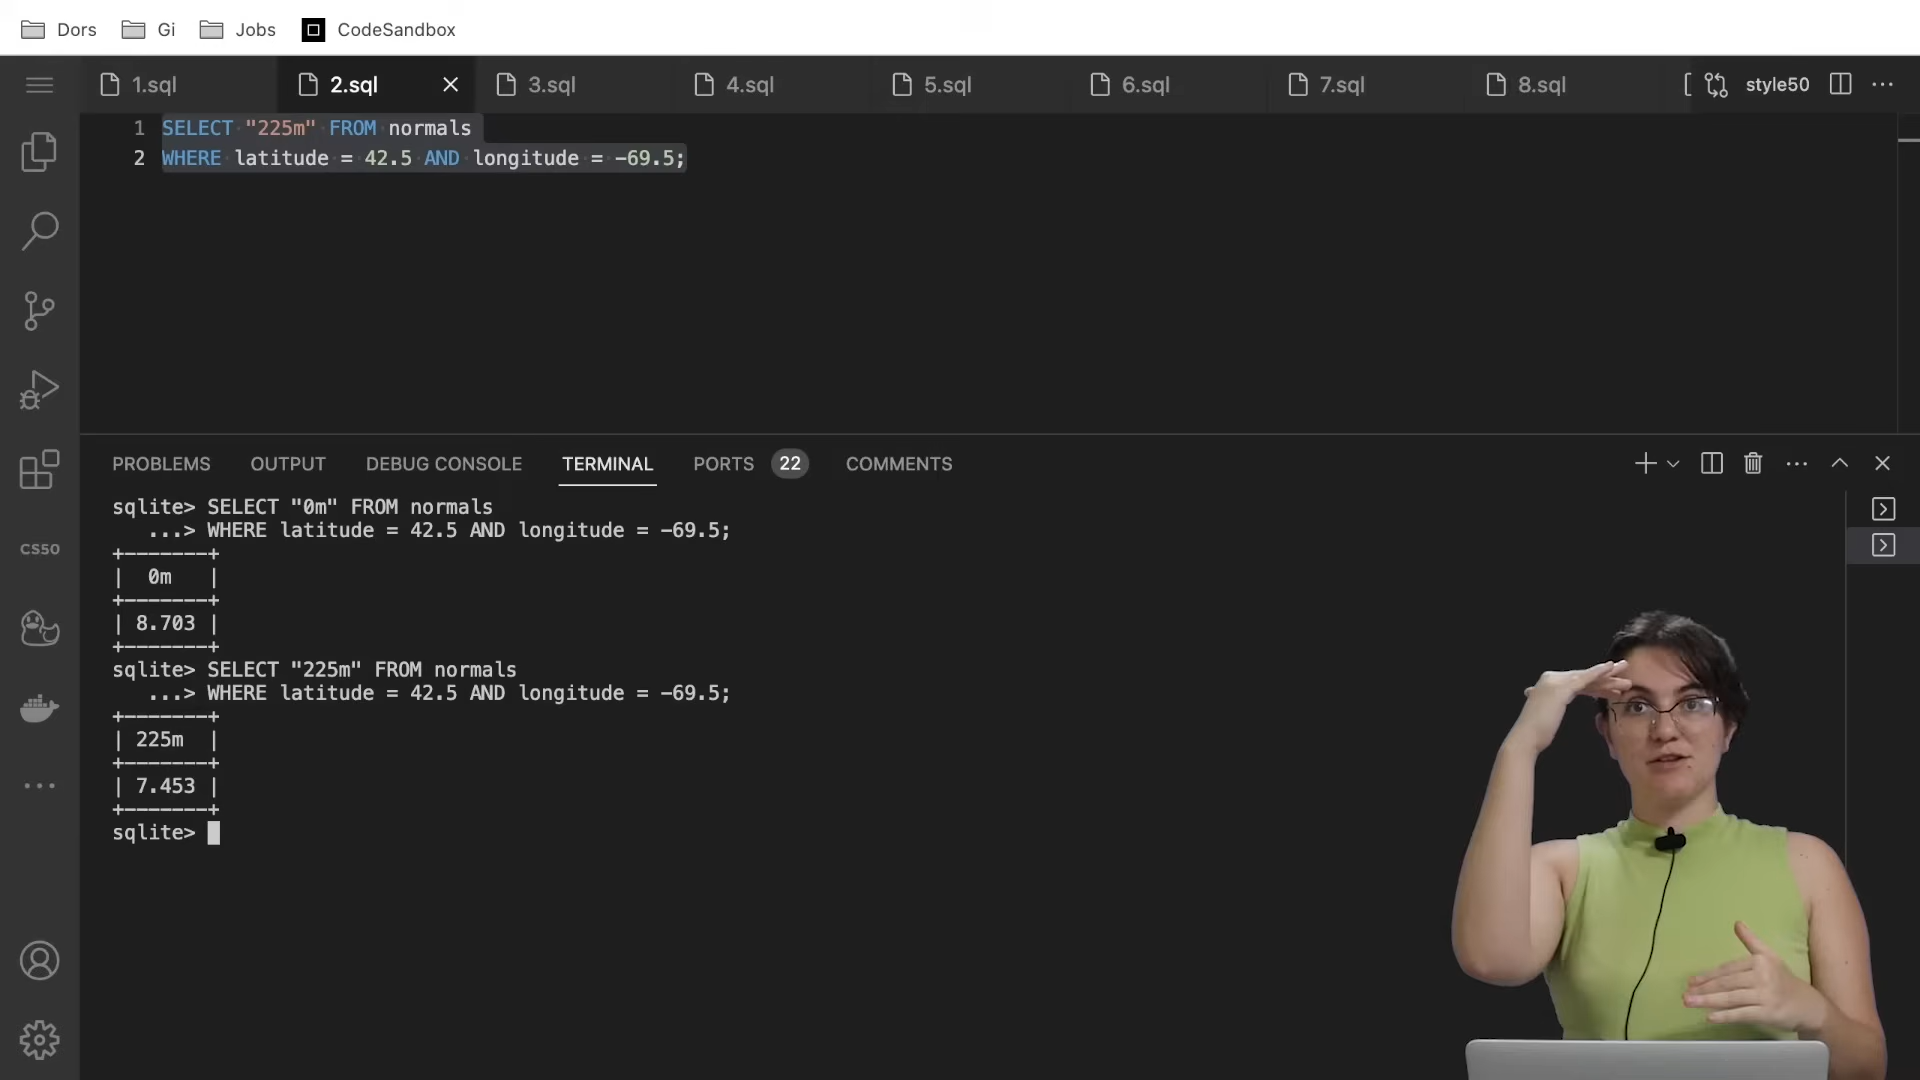 Dors Gi Jobs CodeSandbox
1.sql 2.sql 3.sql 4.sql 5.sql 6.sql 7.sql 8.sql style50
1 SELECT "225m" FROM normals
2 WHERE latitude = 42.5 AND longitude = -69.5;
PROBLEMS OUTPUT DEBUG CONSOLE TERMINAL PORTS 22 COMMENTS
sqlite> SELECT "0m" FROM normals
...> WHERE latitude = 42.5 AND longitude = -69.5;
+-------+
| 0m |
+-------+
| 8.703 |
+-------+
sqlite> SELECT "225m" FROM normals
...> WHERE latitude = 42.5 AND longitude = -69.5;
+-------+
| 225m |
+-------+
| 7.453 |
+-------+
sqlite>
CS50